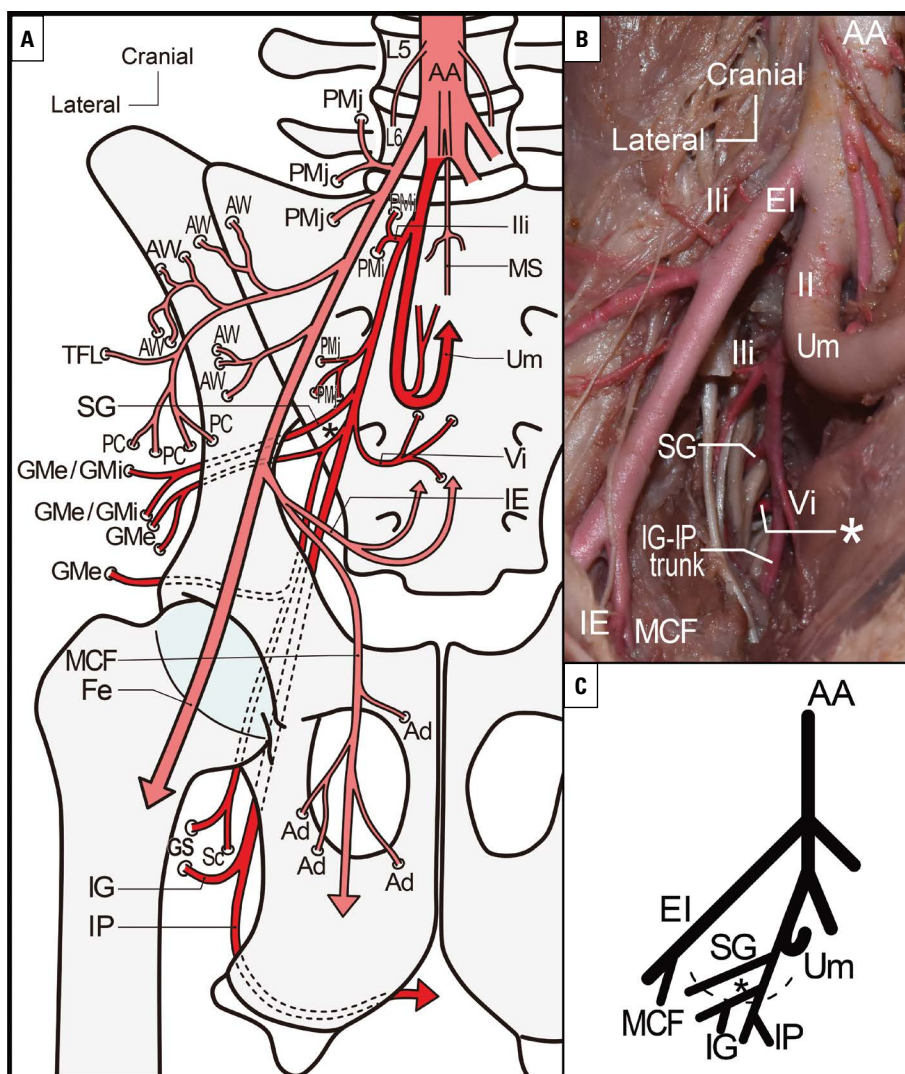 A
Cranial
Lateral
L5
AA
PMj
L6
PMj
PMj
PMj
Ili
PMi
MS
AW
AW
AW
AW
AW
AW
TFL
PMj
PMj
Um
SG
*
PC
PC
PC
GMe/GMic
Vi
GMe/GMi
GMe
IE
GMe
MCF
Fe
Ad
Ad
Ad
Ad
GS
Sc
IG
IP
B
AA
Cranial
Lateral
Ili
EI
II
Um
Ili
SG
Vi
*
IG-IP
trunk
IE
MCF
C
AA
EI
SG
Um
*
MCF
IG
IP